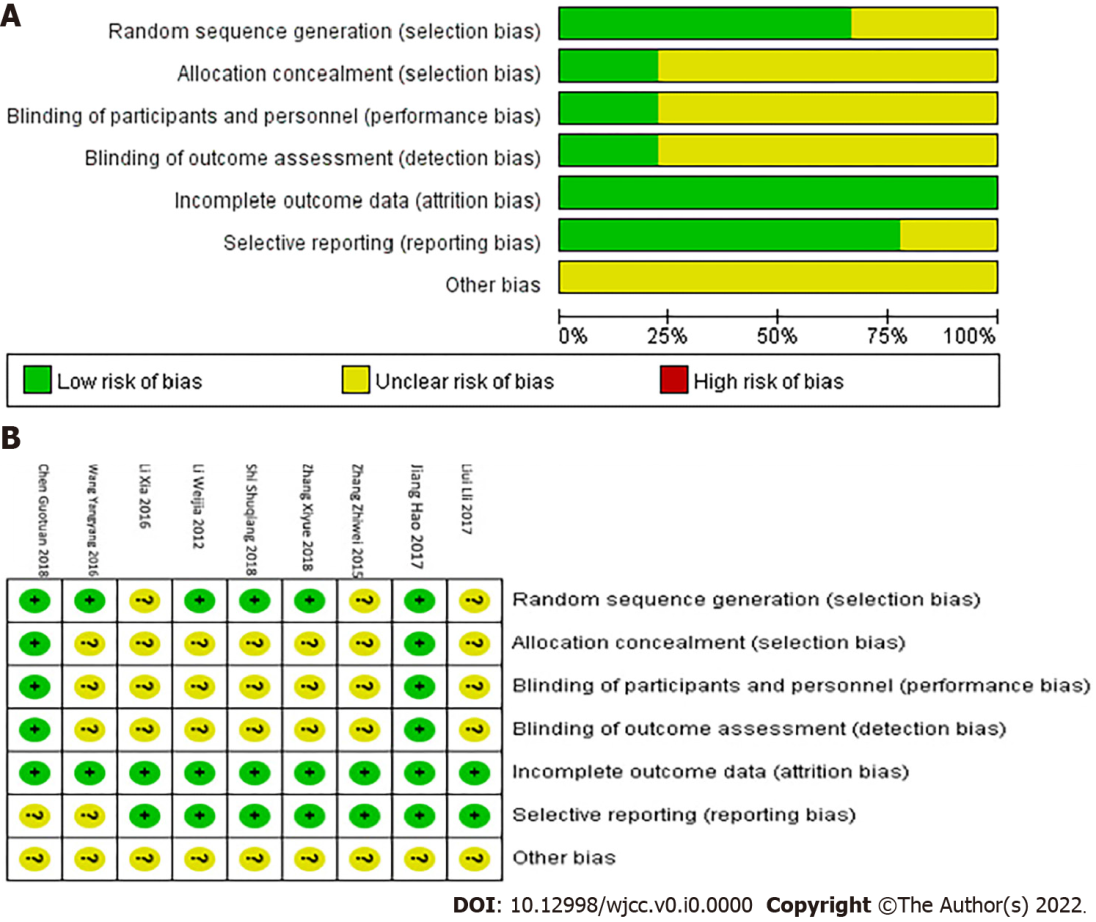 A
Random sequence generation (selection bias)
Allocation concealment (selection bias)
Blinding of participants and personnel (performance bias)
Blinding of outcome assessment (detection bias)
Incomplete outcome data (attrition bias)
Selective reporting (reporting bias)
Other bias
0% 25% 50% 75% 100%
Low risk of bias Unclear risk of bias High risk of bias
B
Chen Guotuan 2018
Wang Yangyang 2016
Li Xia 2016
Li Weijia 2012
Shi Shuqiang 2018
Zhang Xiyue 2018
Zhang Zhiwei 2015
Jiang Hao 2017
Liui Lli 2017
+ + ? + + + ? + ? Random sequence generation (selection bias)
+ ? ? ? ? ? ? + ? Allocation concealment (selection bias)
+ ? ? ? ? ? ? + ? Blinding of participants and personnel (performance bias)
+ ? ? ? ? ? ? + ? Blinding of outcome assessment (detection bias)
+ + + + + + + + + Incomplete outcome data (attrition bias)
? ? + + + + + + + Selective reporting (reporting bias)
? ? ? ? ? ? ? ? ? Other bias
DOI: 10.12998/wjcc.v0.i0.0000 Copyright ©The Author(s) 2022.